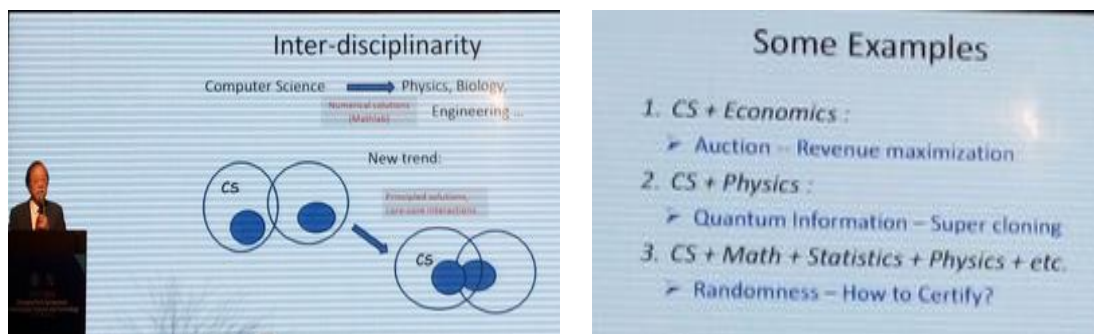 Inter-disciplinarity
Computer Science
Physics, Biology,
Numerical solutions
(Mathlab)
Engineering ...
New trend:
CS
Principled solutions,
Core-core interactions
CS
Some Examples
1. CS + Economics :
➢ Auction – Revenue maximization
2. CS + Physics :
➢ Quantum Information – Super cloning
3. CS + Math + Statistics + Physics + etc.
➢ Randomness – How to Certify?